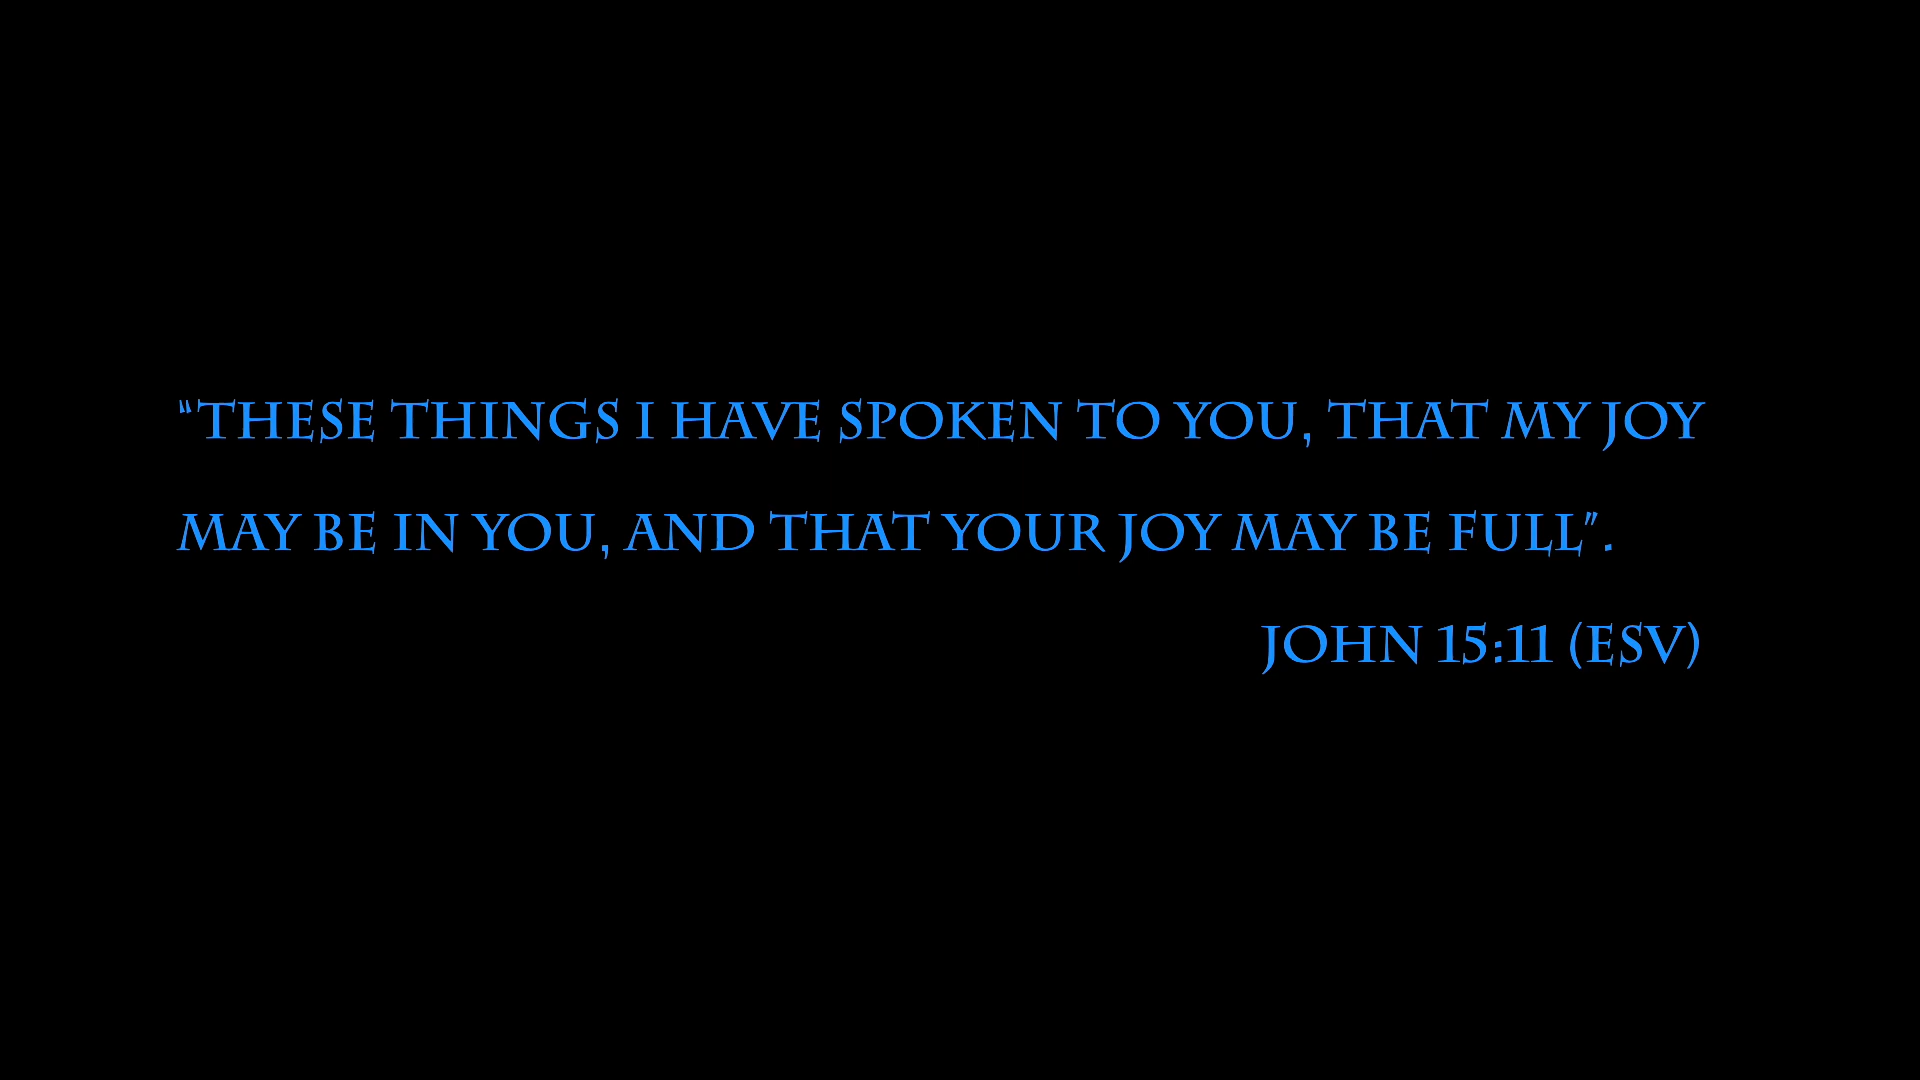 “THESE THINGS I HAVE SPOKEN TO YOU, THAT MY JOY
MAY BE IN YOU, AND THAT YOUR JOY MAY BE FULL”.
JOHN 15:11 (ESV)